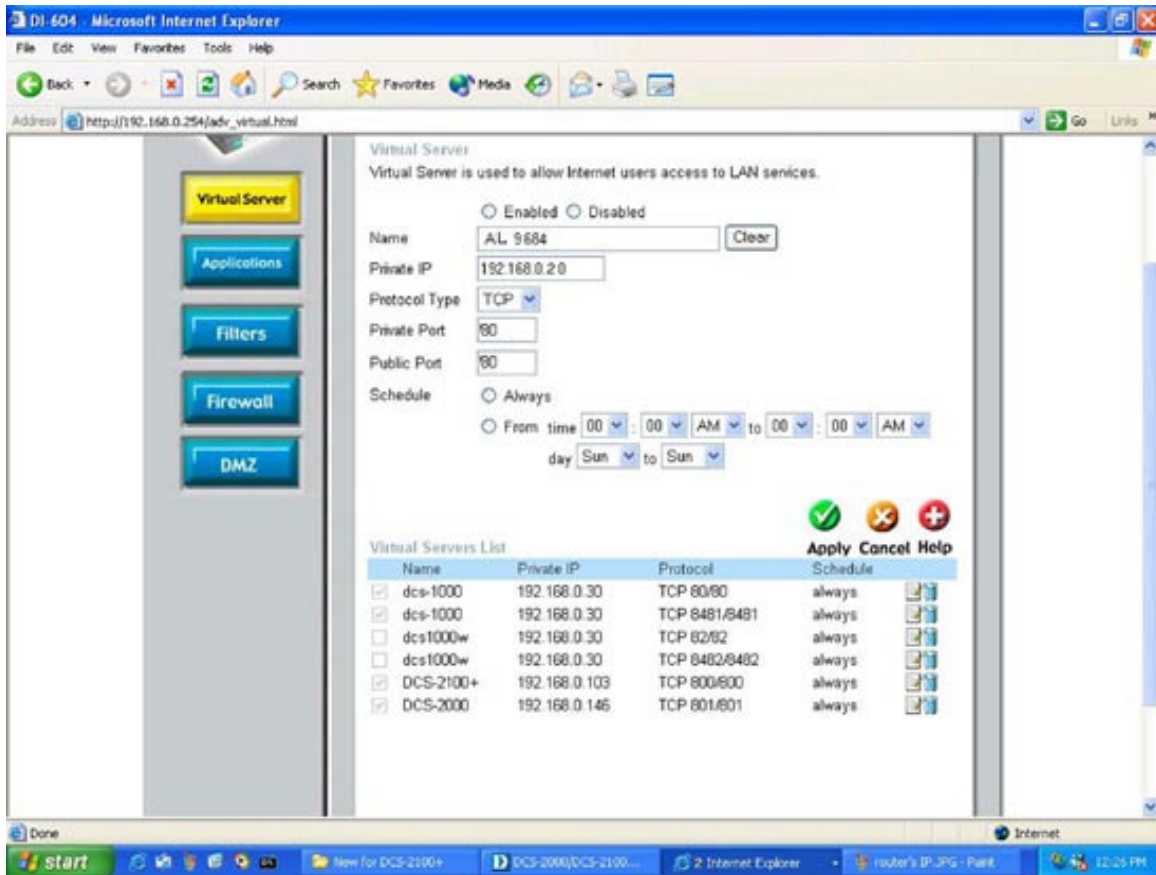 DI-604 - Microsoft Internet Explorer
File Edit View Favorites Tools Help
Back Search Favorites Media
Address http://192.168.0.254/adv_virtual.html Go Links »
Virtual Server
Applications
Filters
Firewall
DMZ
Virtual Server
Virtual Server is used to allow Internet users access to LAN services.
Enabled Disabled
Name AL 9684 Clear
Private IP 192.168.0.20
Protocol Type TCP
Private Port 80
Public Port 80
Schedule Always
From time 00 : 00 AM to 00 : 00 AM
day Sun to Sun
Apply Cancel Help
Virtual Servers List
Name Private IP Protocol Schedule
dcs-1000 192.168.0.30 TCP 80/80 always
dcs-1000 192.168.0.30 TCP 8481/8481 always
dcs1000w 192.168.0.30 TCP 82/82 always
dcs1000w 192.168.0.30 TCP 8482/8482 always
DCS-2100+ 192.168.0.103 TCP 800/800 always
DCS-2000 192.168.0.146 TCP 801/801 always
Done Internet
start New for DCS-2100+ DCS-2000/DCS-2100... 2 Internet Explorer router's IP.JPG - Paint 12:26 PM